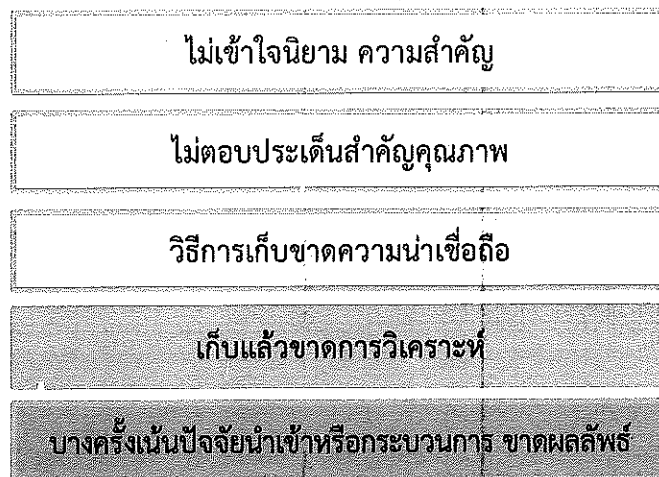 ไม่เข้าใจนิยาม ความสำคัญ
ไม่ตอบประเด็นสำคัญคุณภาพ
วิธีการเก็บขาดความน่าเชื่อถือ
เก็บแล้วขาดการวิเคราะห์
บางครั้งเน้นปัจจัยนำเข้าหรือกระบวนการ ขาดผลลัพธ์